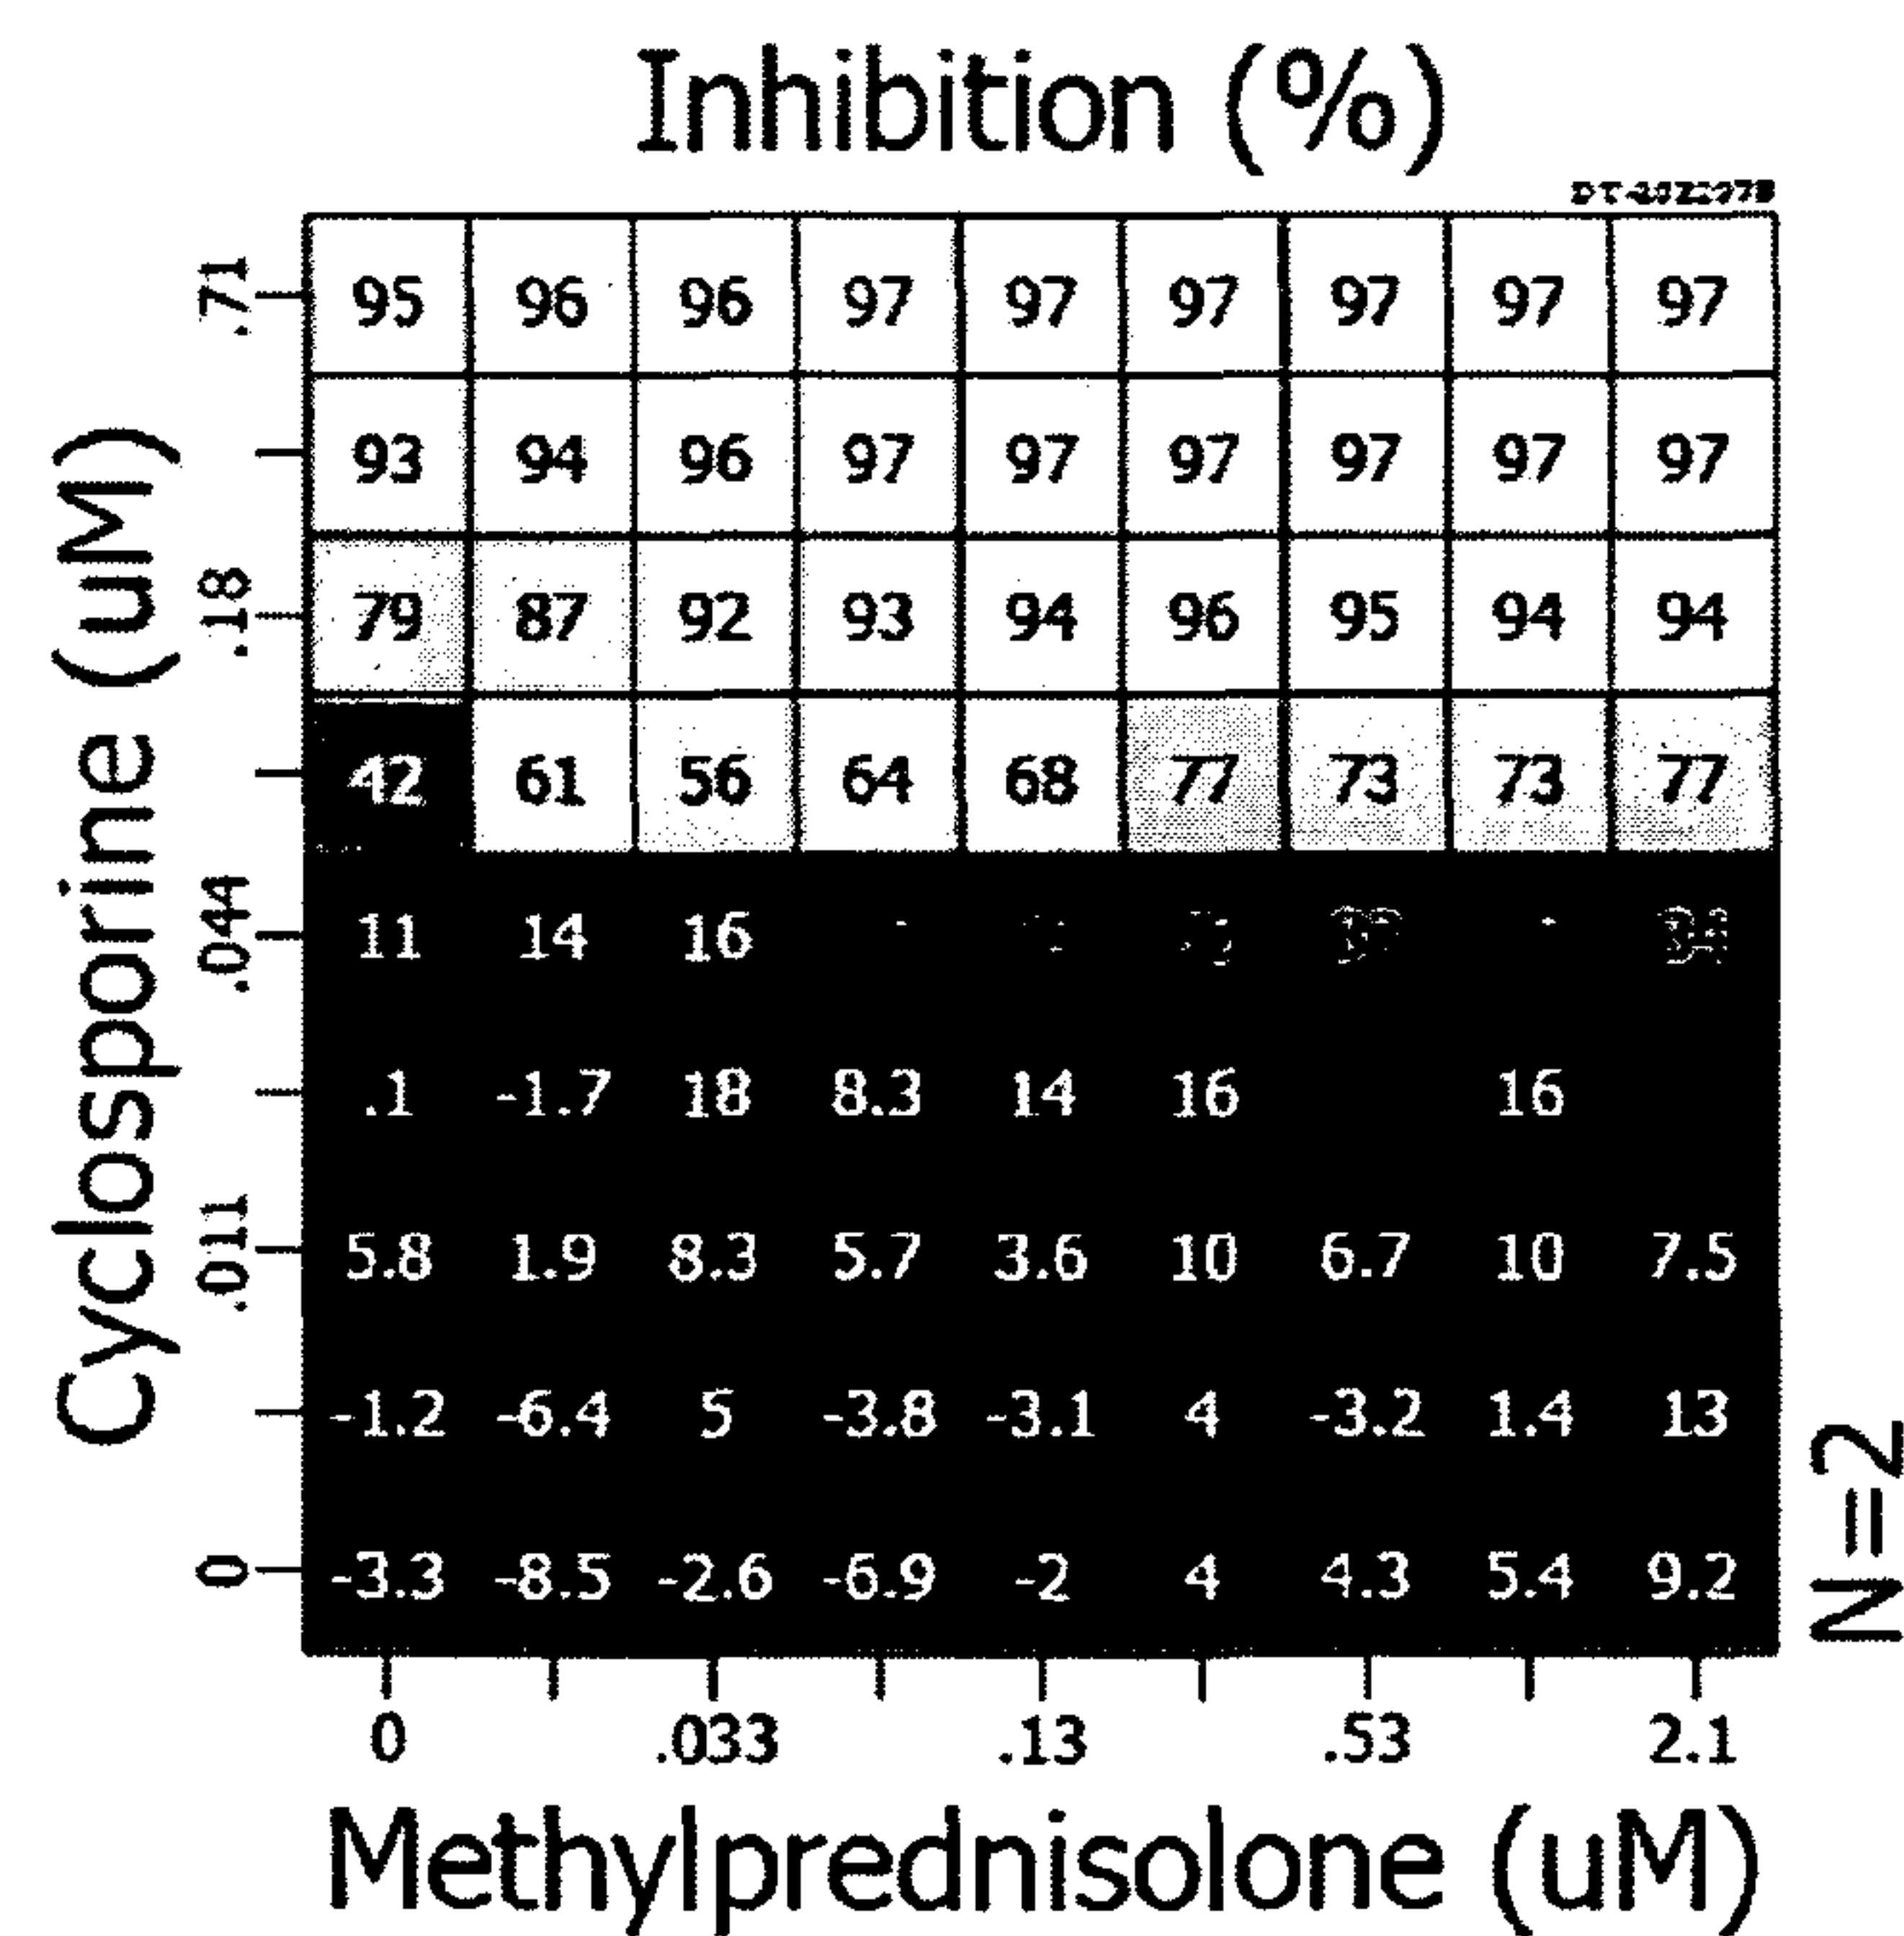 Inhibition (%)
.71 95 96 96 97 97 97 97 97 97
93 94 96 97 97 97 97 97 97
.18 79 87 92 93 94 96 95 94 94
42 61 56 64 68 77 73 73 77
.044 11 14 16
.1 -1.7 18 8.3 14 16 16
.011 5.8 1.9 8.3 5.7 3.6 10 6.7 10 7.5
-1.2 -6.4 5 -3.8 -3.1 4 -3.2 1.4 13
0 -3.3 -8.5 -2.6 -6.9 -2 4 4.3 5.4 9.2
0 .033 .13 .53 2.1
Methylprednisolone (uM)
Cyclosporine (uM)
N=2